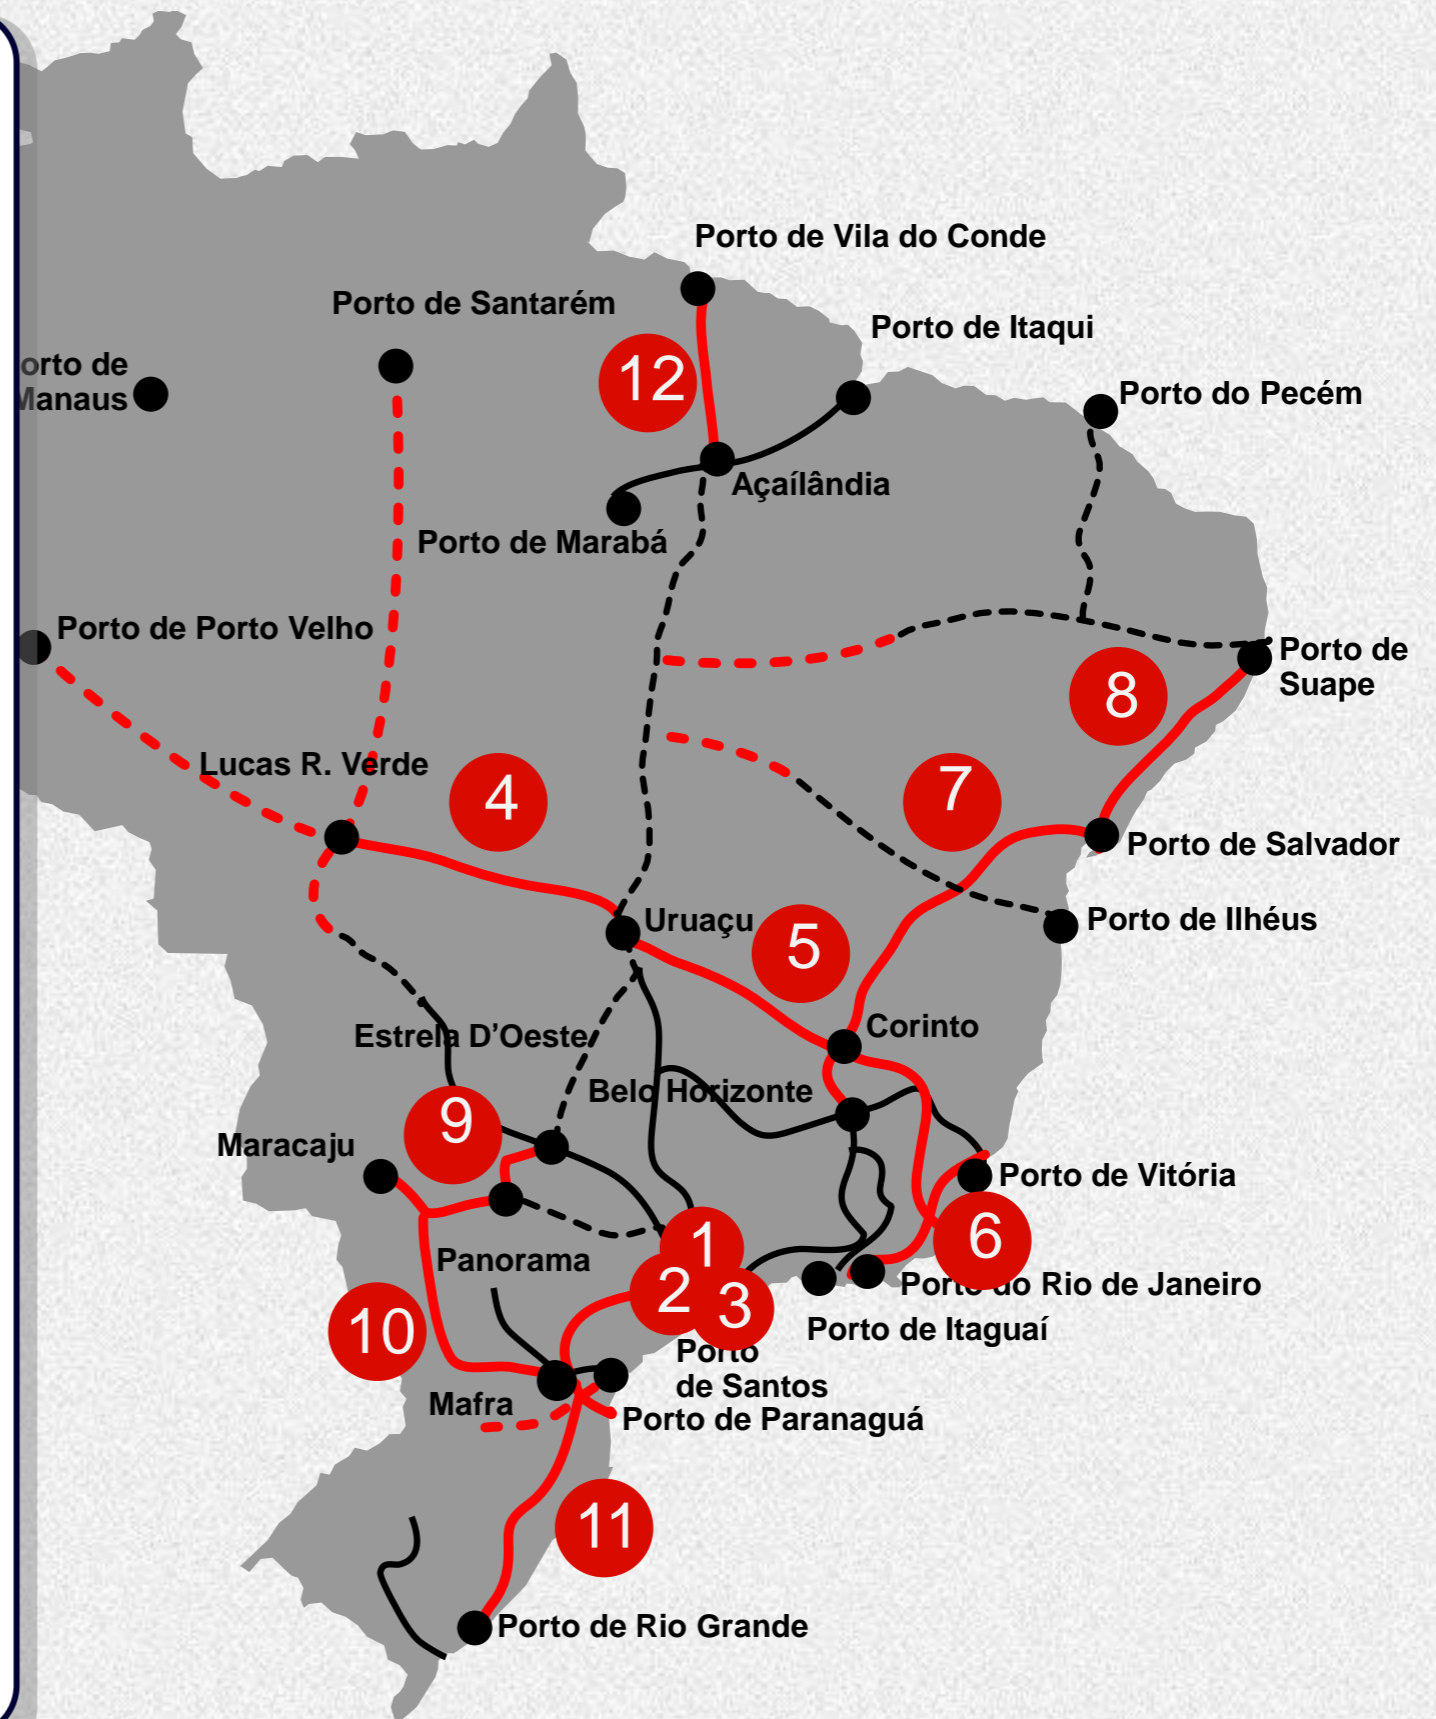 Porto de Vila do Conde
Porto de Santarém
Porto de Itaqui
12
orto de
Manaus
Porto do Pecém
Açaílândia
Porto de Marabá
Porto de Porto Velho
Porto de
Suape
8
Lucas R. Verde
4
7
Porto de Salvador
Uruaçu
Porto de Ilhéus
5
Corinto
Estrela D’Oeste
Belo Horizonte
9
Maracaju
Porto de Vitória
6
1
Panorama
2
3
Porto do Rio de Janeiro
10
Porto de Itaguaí
Porto
de Santos
Mafra
Porto de Paranaguá
11
Porto de Rio Grande